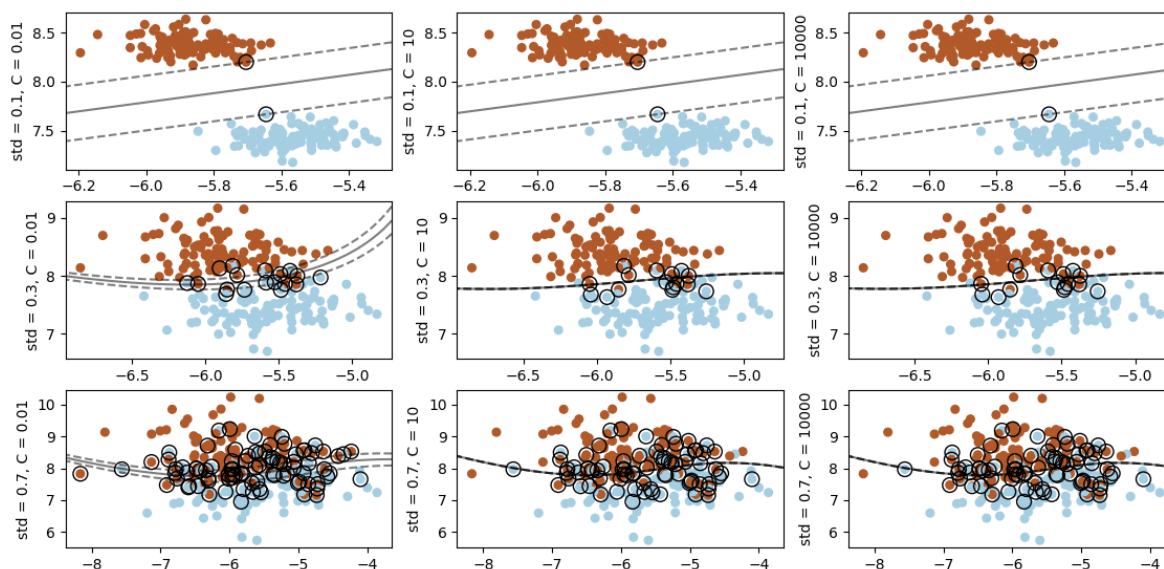 std = 0.1, C = 0.01
8.5
8.0
7.5
−6.2 −6.0 −5.8 −5.6 −5.4
std = 0.1, C = 10
8.5
8.0
7.5
−6.2 −6.0 −5.8 −5.6 −5.4
std = 0.1, C = 10000
8.5
8.0
7.5
−6.2 −6.0 −5.8 −5.6 −5.4
std = 0.3, C = 0.01
9
8
7
−6.5 −6.0 −5.5 −5.0
std = 0.3, C = 10
9
8
7
−6.5 −6.0 −5.5 −5.0
std = 0.3, C = 10000
9
8
7
−6.5 −6.0 −5.5 −5.0
std = 0.7, C = 0.01
10
9
8
7
6
−8 −7 −6 −5 −4
std = 0.7, C = 10
10
9
8
7
6
−8 −7 −6 −5 −4
std = 0.7, C = 10000
10
9
8
7
6
−8 −7 −6 −5 −4